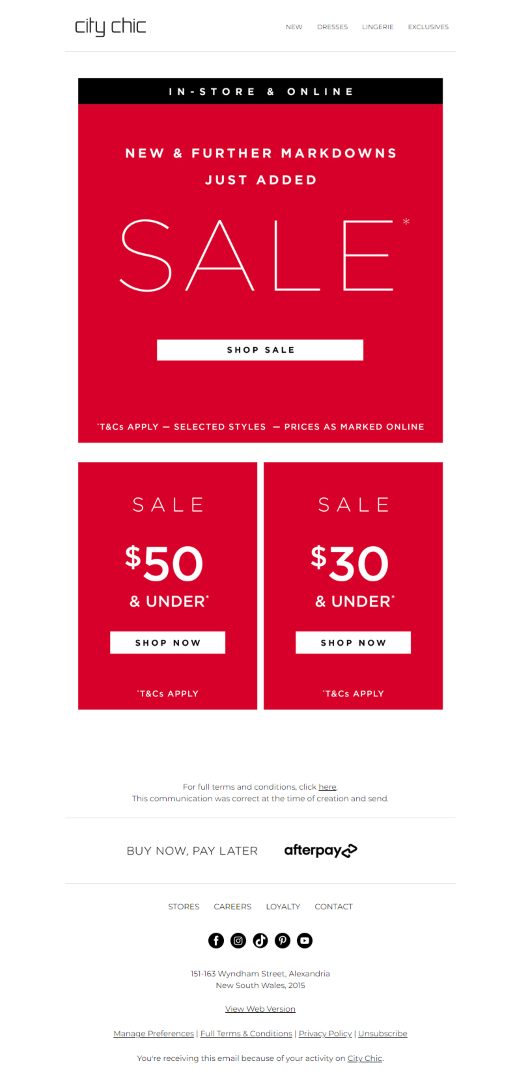 city chic
NEW DRESSES LINGERIE EXCLUSIVES
IN-STORE & ONLINE
NEW & FURTHER MARKDOWNS
JUST ADDED
SALE*
SHOP SALE
*T&Cs APPLY — SELECTED STYLES — PRICES AS MARKED ONLINE
SALE
$50
& UNDER*
SHOP NOW
*T&Cs APPLY
SALE
$30
& UNDER*
SHOP NOW
*T&Cs APPLY
For full terms and conditions, click here.
This communication was correct at the time of creation and send.
BUY NOW, PAY LATER afterpay
STORES CAREERS LOYALTY CONTACT
151-163 Wyndham Street, Alexandria
New South Wales, 2015
View Web Version
Manage Preferences | Full Terms & Conditions | Privacy Policy | Unsubscribe
You're receiving this email because of your activity on City Chic.